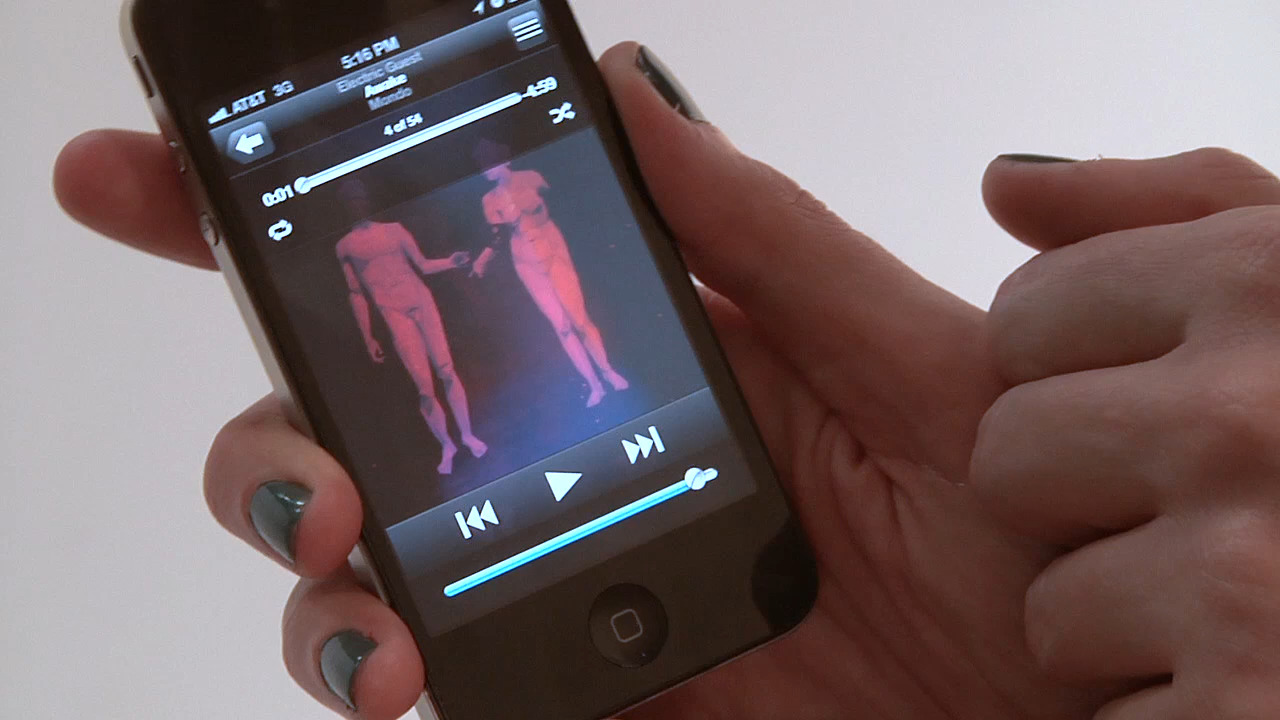 AT&T 3G 5:16 PM
Electric Guest
Awake
Mondo
4 of 54
0:01 -4:59